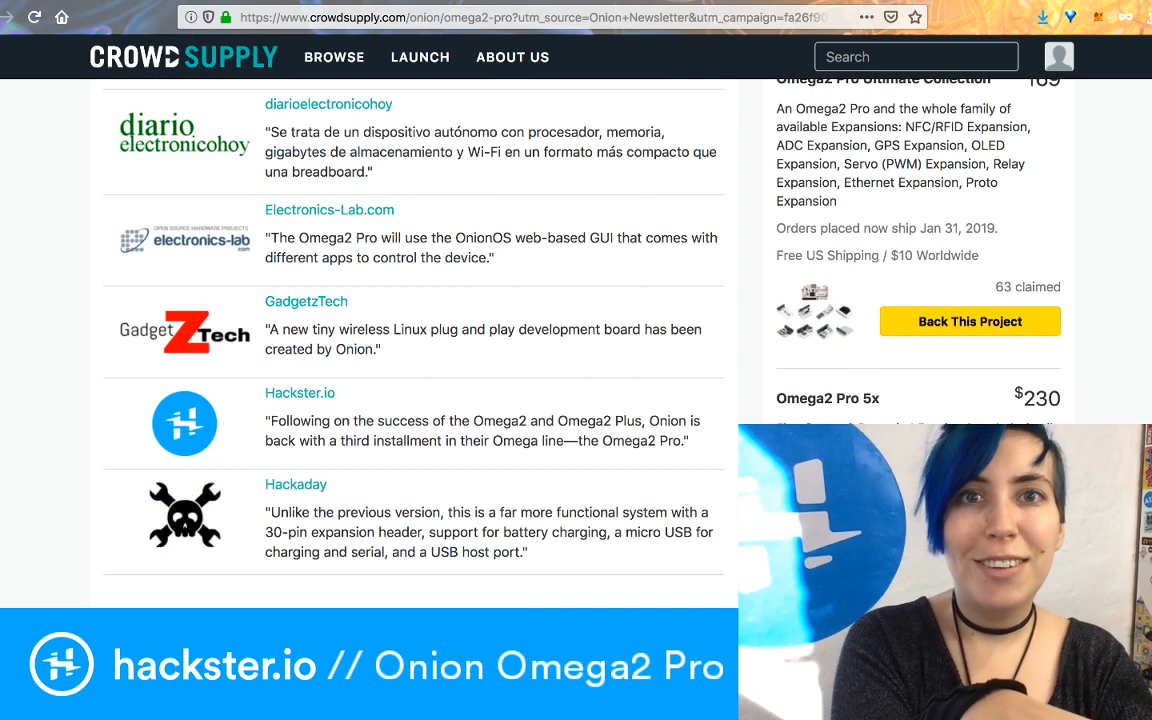 https://www.crowdsupply.com/onion/omega2-pro?utm_source=Onion+Newsletter&utm_campaign=fa26f90
CROWD SUPPLY
BROWSE
LAUNCH
ABOUT US
Search
diario
electronicohoy
diarioelectronicohoy
"Se trata de un dispositivo autónomo con procesador, memoria,
gigabytes de almacenamiento y Wi-Fi en un formato más compacto que
una breadboard."
OPEN SOURCE HARDWARE PROJECTS
electronics-lab
.com
Electronics-Lab.com
"The Omega2 Pro will use the OnionOS web-based GUI that comes with
different apps to control the device."
Gadget Z Tech
GadgetzTech
"A new tiny wireless Linux plug and play development board has been
created by Onion."
Hackster.io
"Following on the success of the Omega2 and Omega2 Plus, Onion is
back with a third installment in their Omega line—the Omega2 Pro."
Hackaday
"Unlike the previous version, this is a far more functional system with a
30-pin expansion header, support for battery charging, a micro USB for
charging and serial, and a USB host port."
Omega2 Pro Ultimate Collection
An Omega2 Pro and the whole family of
available Expansions: NFC/RFID Expansion,
ADC Expansion, GPS Expansion, OLED
Expansion, Servo (PWM) Expansion, Relay
Expansion, Ethernet Expansion, Proto
Expansion
Orders placed now ship Jan 31, 2019.
Free US Shipping / $10 Worldwide
63 claimed
Back This Project
Omega2 Pro 5x
$230
hackster.io // Onion Omega2 Pro